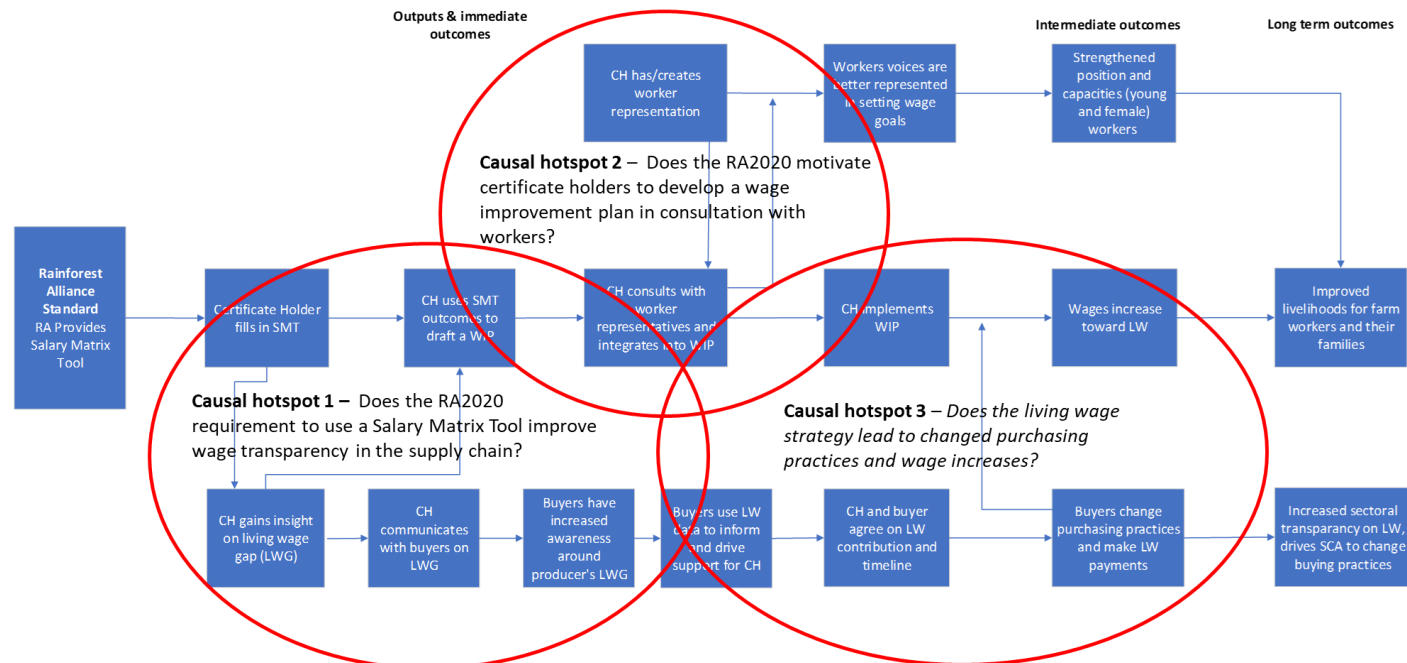 Outputs & immediate
outcomes
Intermediate outcomes
Long term outcomes
CH has/creates
worker
representation
Workers voices are
better represented
in setting wage
goals
Strengthened
position and
capacities (young
and female)
workers
Causal hotspot 2 – Does the RA2020 motivate
certificate holders to develop a wage
improvement plan in consultation with
workers?
Rainforest
Alliance
Standard
RA Provides
Salary Matrix
Tool
Certificate Holder
fills in SMT
CH uses SMT
outcomes to
draft a WIP
CH consults with
worker
representatives and
integrates into WIP
CH implements
WIP
Wages increase
toward LW
Improved
livelihoods for farm
workers and their
families
Causal hotspot 1 – Does the RA2020
requirement to use a Salary Matrix Tool improve
wage transparency in the supply chain?
Causal hotspot 3 – Does the living wage
strategy lead to changed purchasing
practices and wage increases?
CH gains insight
on living wage
gap (LWG)
CH
communicates
with buyers on
LWG
Buyers have
increased
awareness
around
producer's LWG
Buyers use LW
data to inform
and drive
support for CH
CH and buyer
agree on LW
contribution and
timeline
Buyers change
purchasing practices
and make LW
payments
Increased sectoral
transparency on LW,
drives SCA to change
buying practices